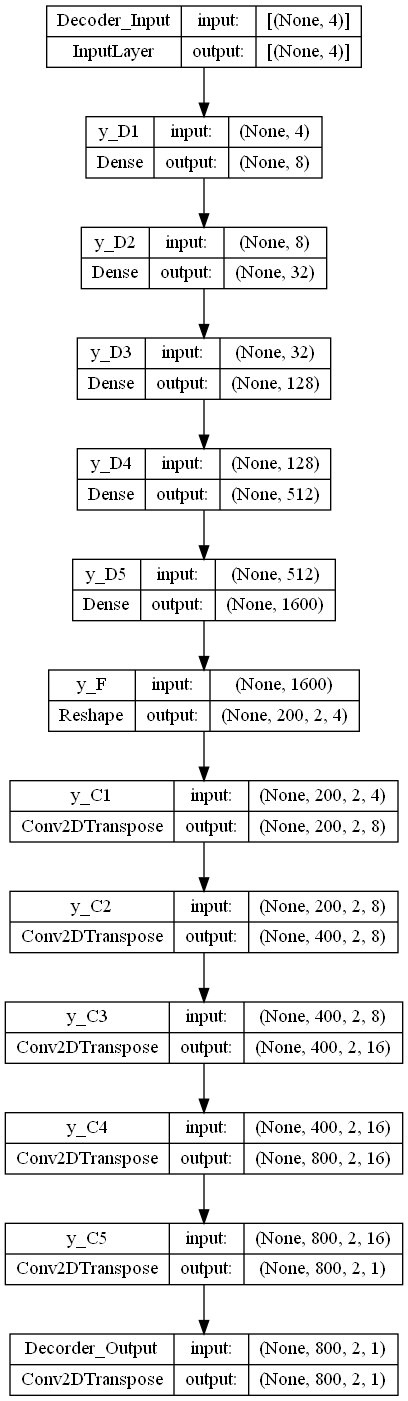 Decoder_Input input: [(None, 4)]
InputLayer output: [(None, 4)]
y_D1 input: (None, 4)
Dense output: (None, 8)
y_D2 input: (None, 8)
Dense output: (None, 32)
y_D3 input: (None, 32)
Dense output: (None, 128)
y_D4 input: (None, 128)
Dense output: (None, 512)
y_D5 input: (None, 512)
Dense output: (None, 1600)
y_F input: (None, 1600)
Reshape output: (None, 200, 2, 4)
y_C1 input: (None, 200, 2, 4)
Conv2DTranspose output: (None, 200, 2, 8)
y_C2 input: (None, 200, 2, 8)
Conv2DTranspose output: (None, 400, 2, 8)
y_C3 input: (None, 400, 2, 8)
Conv2DTranspose output: (None, 400, 2, 16)
y_C4 input: (None, 400, 2, 16)
Conv2DTranspose output: (None, 800, 2, 16)
y_C5 input: (None, 800, 2, 16)
Conv2DTranspose output: (None, 800, 2, 1)
Decorder_Output input: (None, 800, 2, 1)
Conv2DTranspose output: (None, 800, 2, 1)